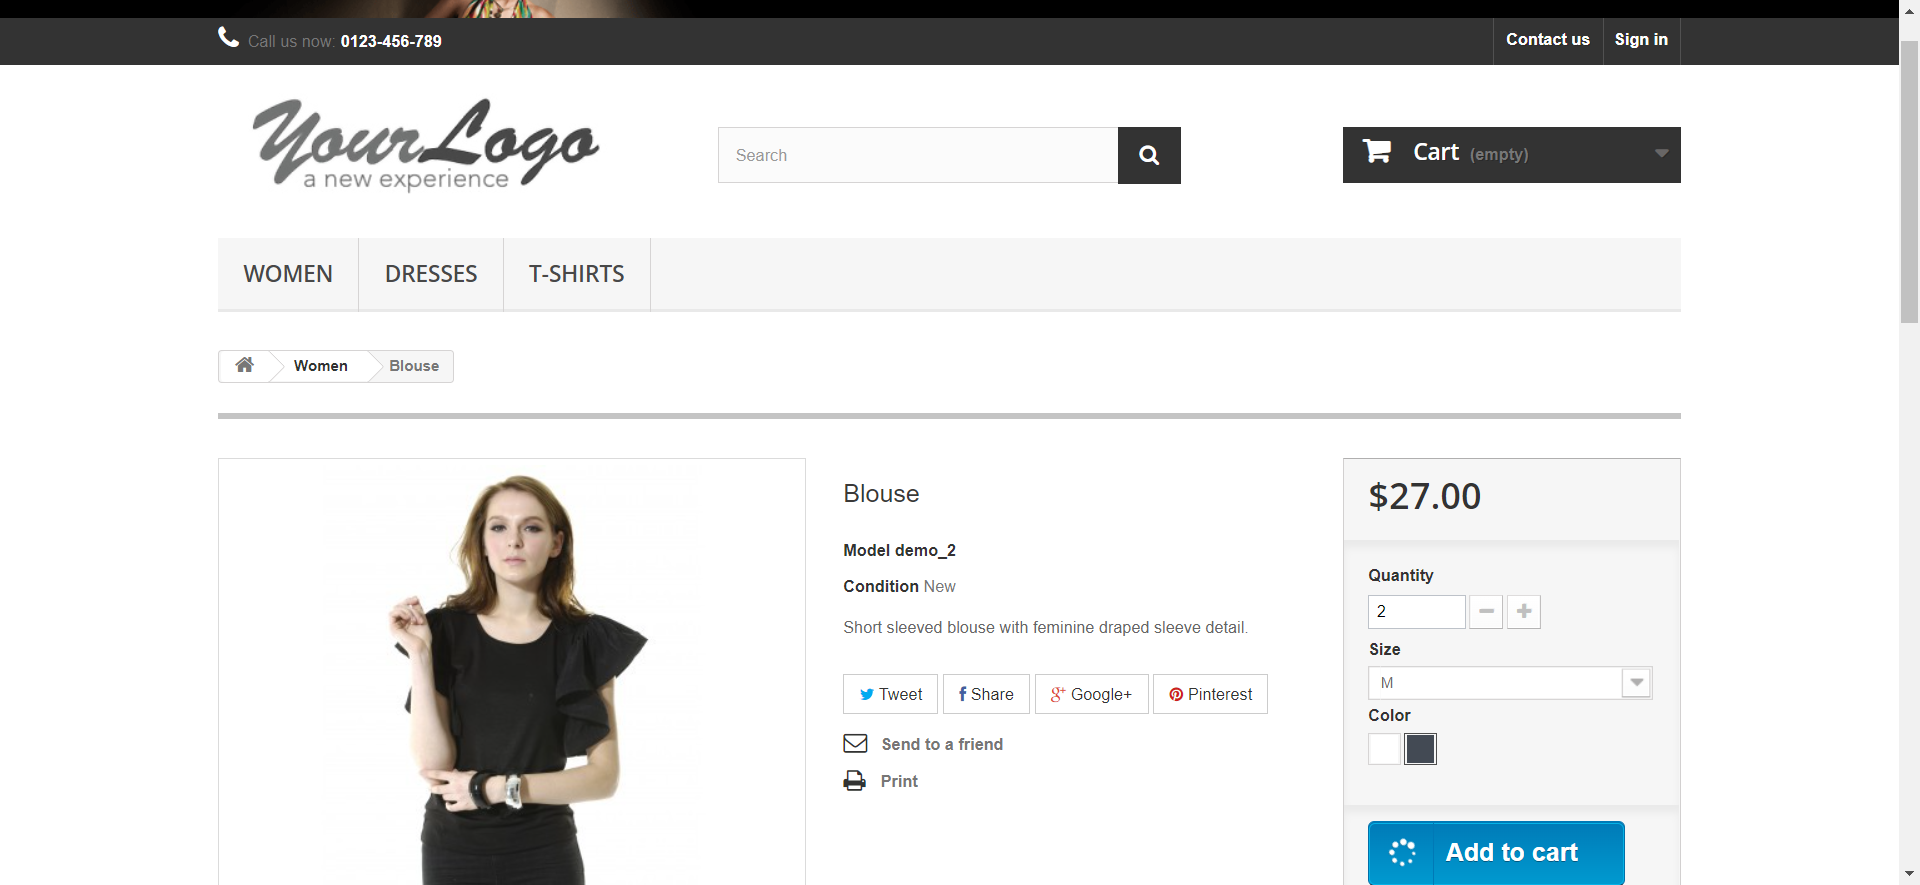 Call us now: 0123-456-789
Contact us
Sign in
YourLogo
a new experience
Search
Cart (empty)
WOMEN
DRESSES
T-SHIRTS
Women
Blouse
Blouse
Model demo_2
Condition New
Short sleeved blouse with feminine draped sleeve detail.
Tweet
Share
Google+
Pinterest
Send to a friend
Print
$27.00
Quantity
2
Size
M
Color
Add to cart